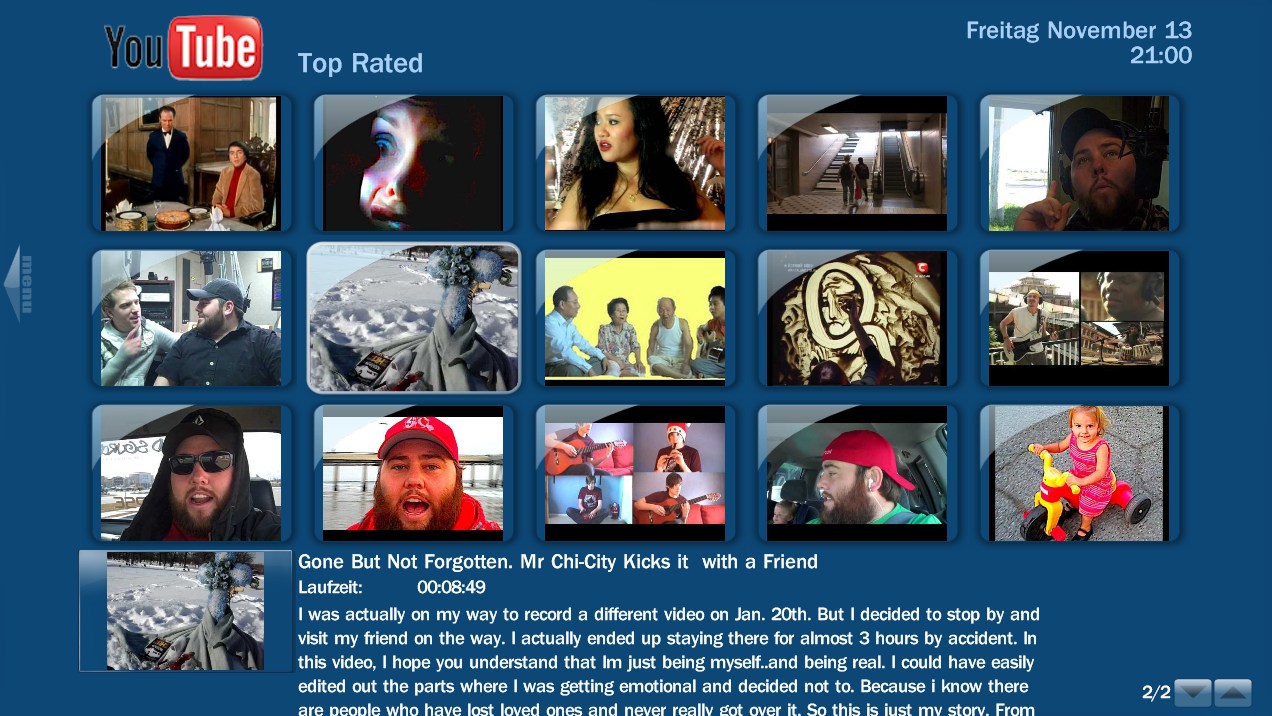 YouTube
Top Rated
Freitag November 13
21:00
menu
Gone But Not Forgotten. Mr Chi-City Kicks it  with a Friend
Laufzeit: 00:08:49
I was actually on my way to record a different video on Jan. 20th. But I decided to stop by and
visit my friend on the way. I actually ended up staying there for almost 3 hours by accident. In
this video, I hope you understand that Im just being myself..and being real. I could have easily
edited out the parts where I was getting emotional and decided not to. Because i know there
are people who have lost loved ones and never really got over it. So this is just my story. From
2/2